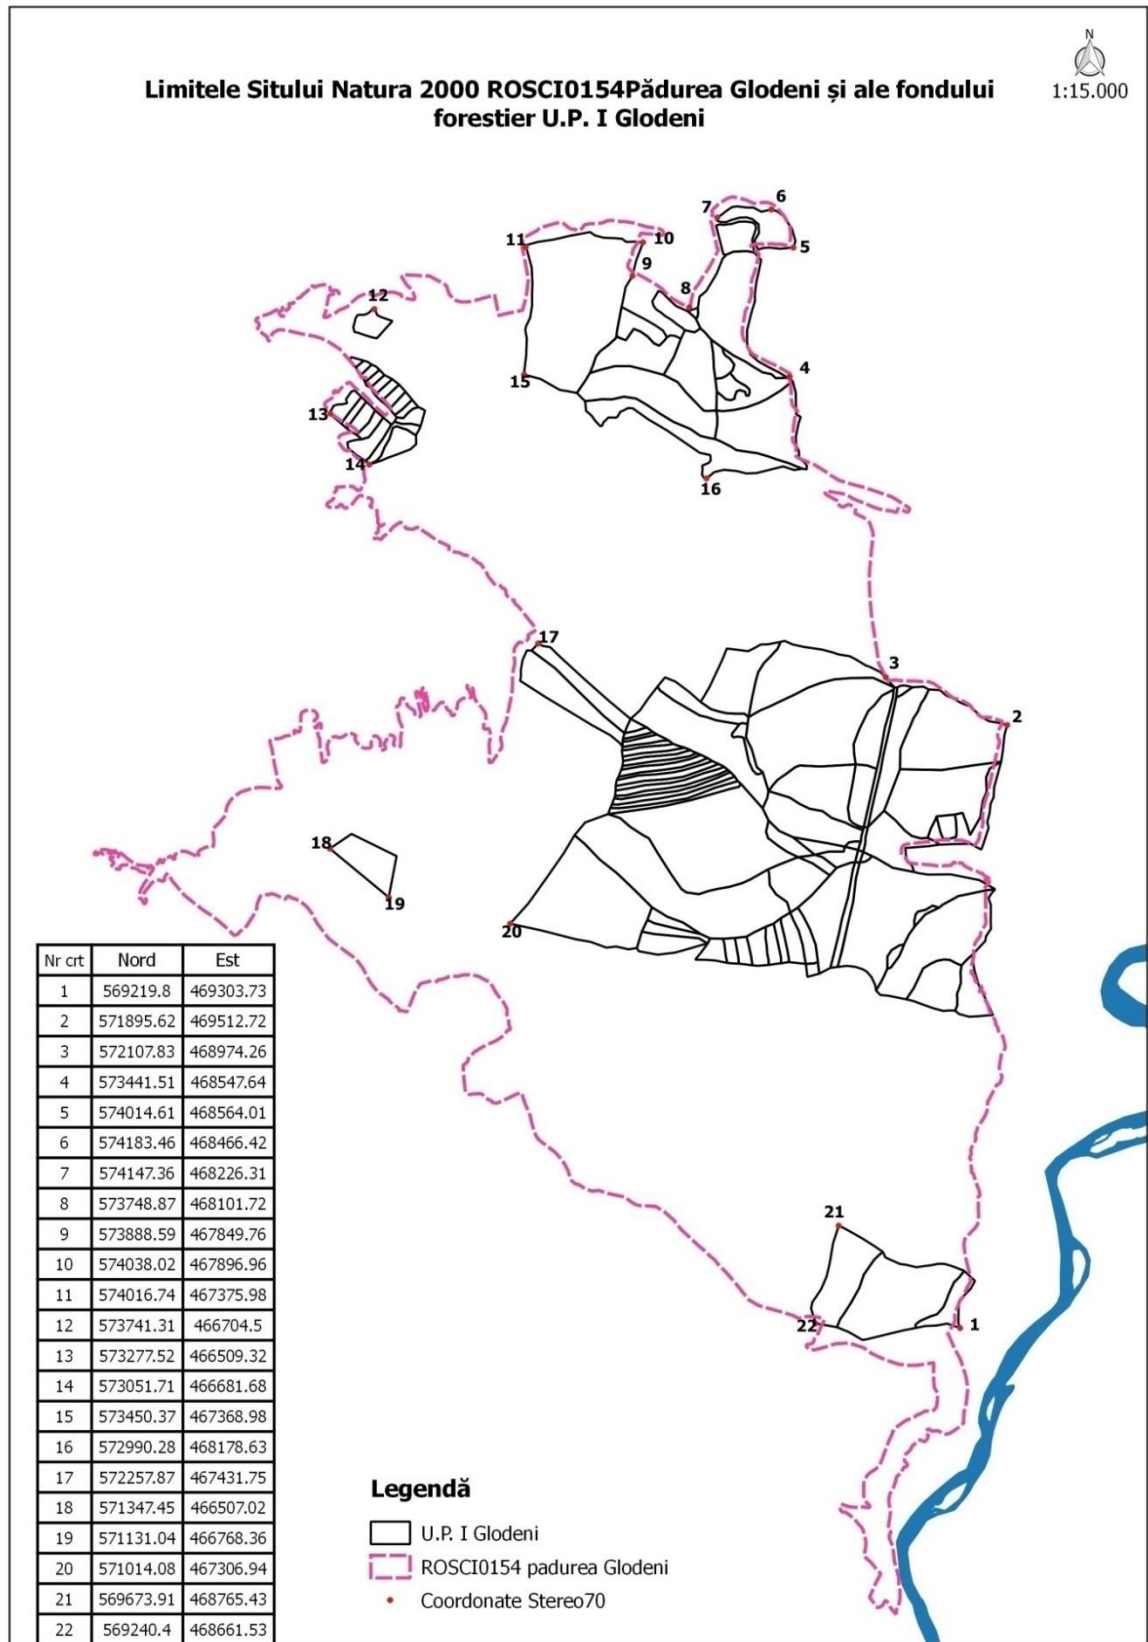 N
1:15.000
Limitele Sitului Natura 2000 ROSCI0154Pădurea Glodeni și ale fondului
forestier U.P. I Glodeni
6
7
5
10
11
9
8
12
4
15
13
14
16
17
3
2
18
19
20
21
22
1
Nr crt Nord Est
1 569219.8 469303.73
2 571895.62 469512.72
3 572107.83 468974.26
4 573441.51 468547.64
5 574014.61 468564.01
6 574183.46 468466.42
7 574147.36 468226.31
8 573748.87 468101.72
9 573888.59 467849.76
10 574038.02 467896.96
11 574016.74 467375.98
12 573741.31 466704.5
13 573277.52 466509.32
14 573051.71 466681.68
15 573450.37 467368.98
16 572990.28 468178.63
17 572257.87 467431.75
18 571347.45 466507.02
19 571131.04 466768.36
20 571014.08 467306.94
21 569673.91 468765.43
22 569240.4 468661.53
Legendă
U.P. I Glodeni
ROSCI0154 padurea Glodeni
Coordonate Stereo70